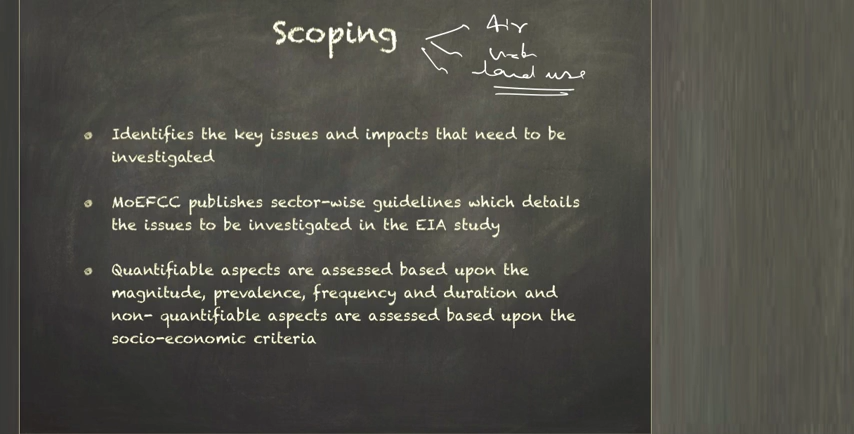 Scoping
Air
land use
Identifies the key issues and impacts that need to be
investigated
MoEFCC publishes sector-wise guidelines which details
the issues to be investigated in the EIA study
Quantifiable aspects are assessed based upon the
magnitude, prevalence, frequency and duration and
non- quantifiable aspects are assessed based upon the
socio-economic criteria